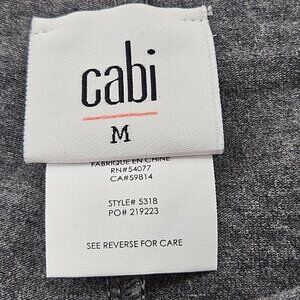 cabi
M
FABRIQUE EN CHINE
RN#54077
CA#59814
STYLE# 5318
PO# 219223
SEE REVERSE FOR CARE